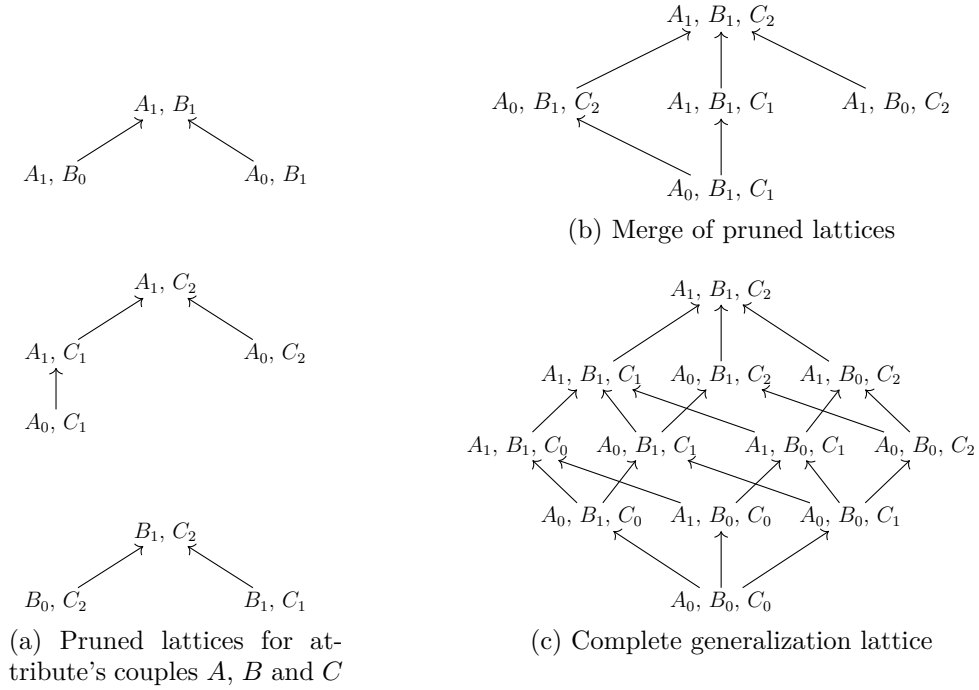 A₁, B₁
A₁, B₀ A₀, B₁
A₁, C₂
A₁, C₁ A₀, C₂
A₀, C₁
B₁, C₂
B₀, C₂ B₁, C₁
(a) Pruned lattices for at-
tribute's couples A, B and C
A₁, B₁, C₂
A₀, B₁, C₂ A₁, B₁, C₁ A₁, B₀, C₂
A₀, B₁, C₁
(b) Merge of pruned lattices
A₁, B₁, C₂
A₁, B₁, C₁ A₀, B₁, C₂ A₁, B₀, C₂
A₁, B₁, C₀ A₀, B₁, C₁ A₁, B₀, C₁ A₀, B₀, C₂
A₀, B₁, C₀ A₁, B₀, C₀ A₀, B₀, C₁
A₀, B₀, C₀
(c) Complete generalization lattice